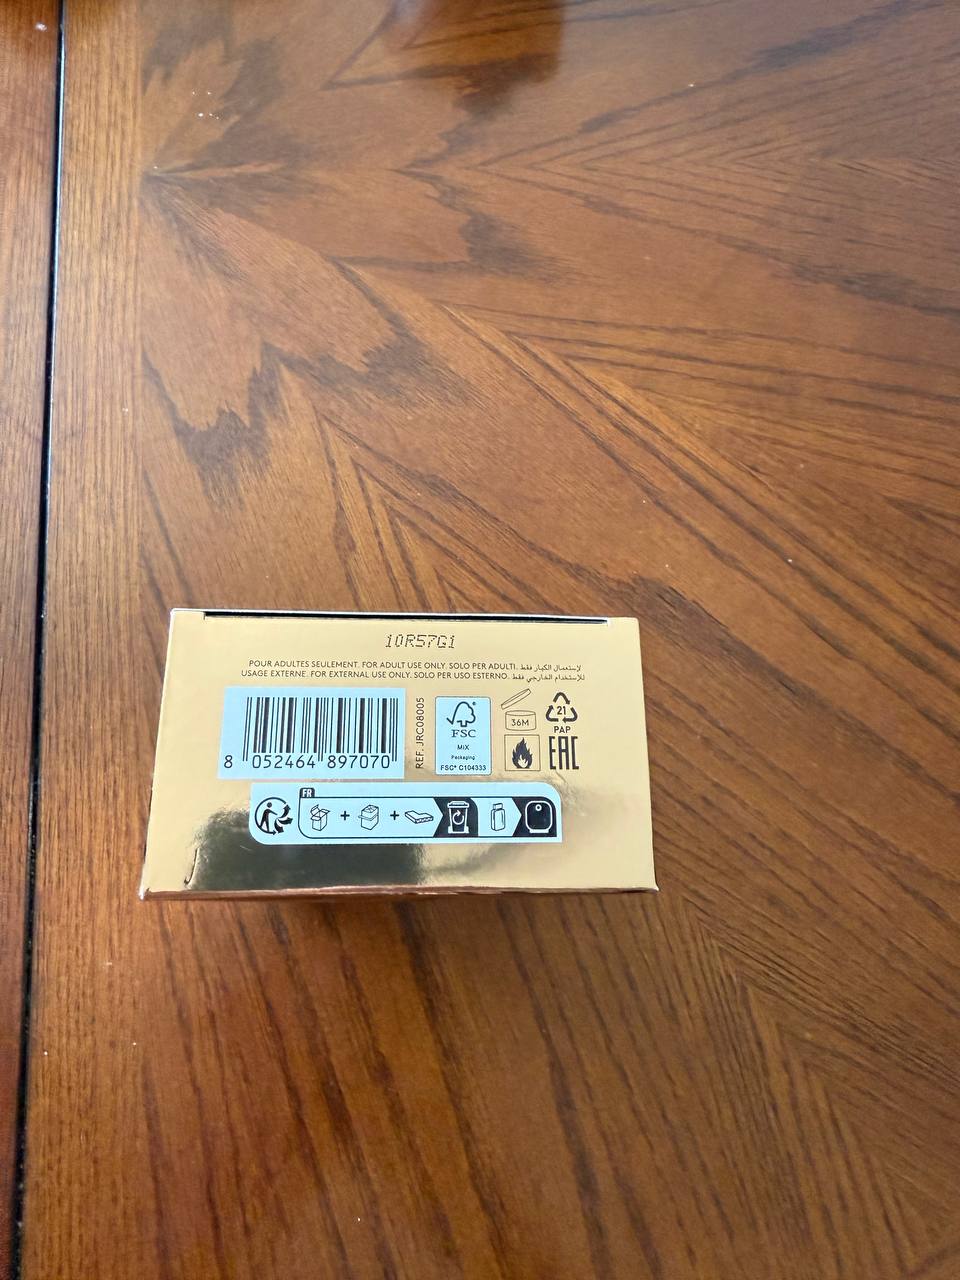 10R57G1
POUR ADULTES SEULEMENT. FOR ADULT USE ONLY. SOLO PER ADULTI. لإستعمال الكبار فقط
USAGE EXTERNE. FOR EXTERNAL USE ONLY. SOLO PER USO ESTERNO. للإستخدام الخارجي فقط
8 052464 897070
REF. JRC08005
FSC
MIX
Packaging
FSC® C104333
36M
21
PAP
EAC
FR